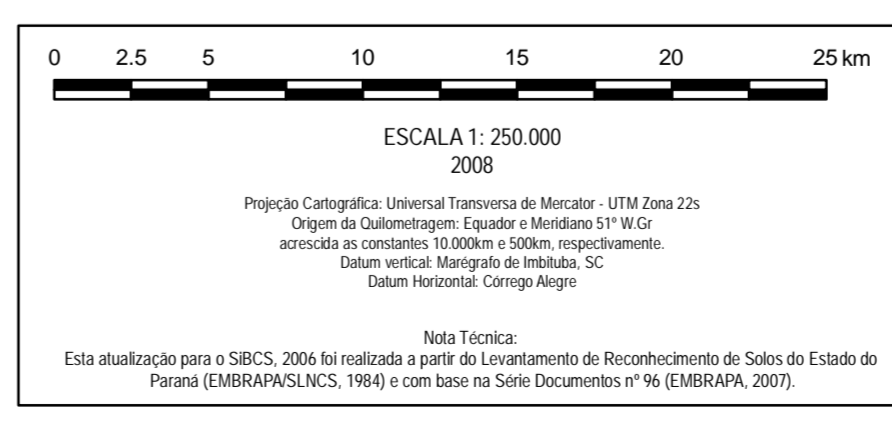 0 2.5 5 10 15 20 25 km
ESCALA 1: 250.000
2008
Projeção Cartográfica: Universal Transversa de Mercator - UTM Zona 22s
Origem da Quilometragem: Equador e Meridiano 51º W.Gr
acrescida as constantes 10.000km e 500km, respectivamente.
Datum vertical: Marégrafo de Imbituba, SC
Datum Horizontal: Córrego Alegre
Nota Técnica:
Esta atualização para o SiBCS, 2006 foi realizada a partir do Levantamento de Reconhecimento de Solos do Estado do
Paraná (EMBRAPA/SLNCS, 1984) e com base na Série Documentos nº 96 (EMBRAPA, 2007).